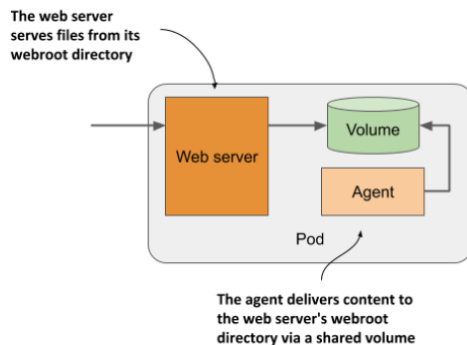 The web server
serves files from its
webroot directory
Volume
Web server
Agent
Pod
The agent delivers content to
the web server's webroot
directory via a shared volume